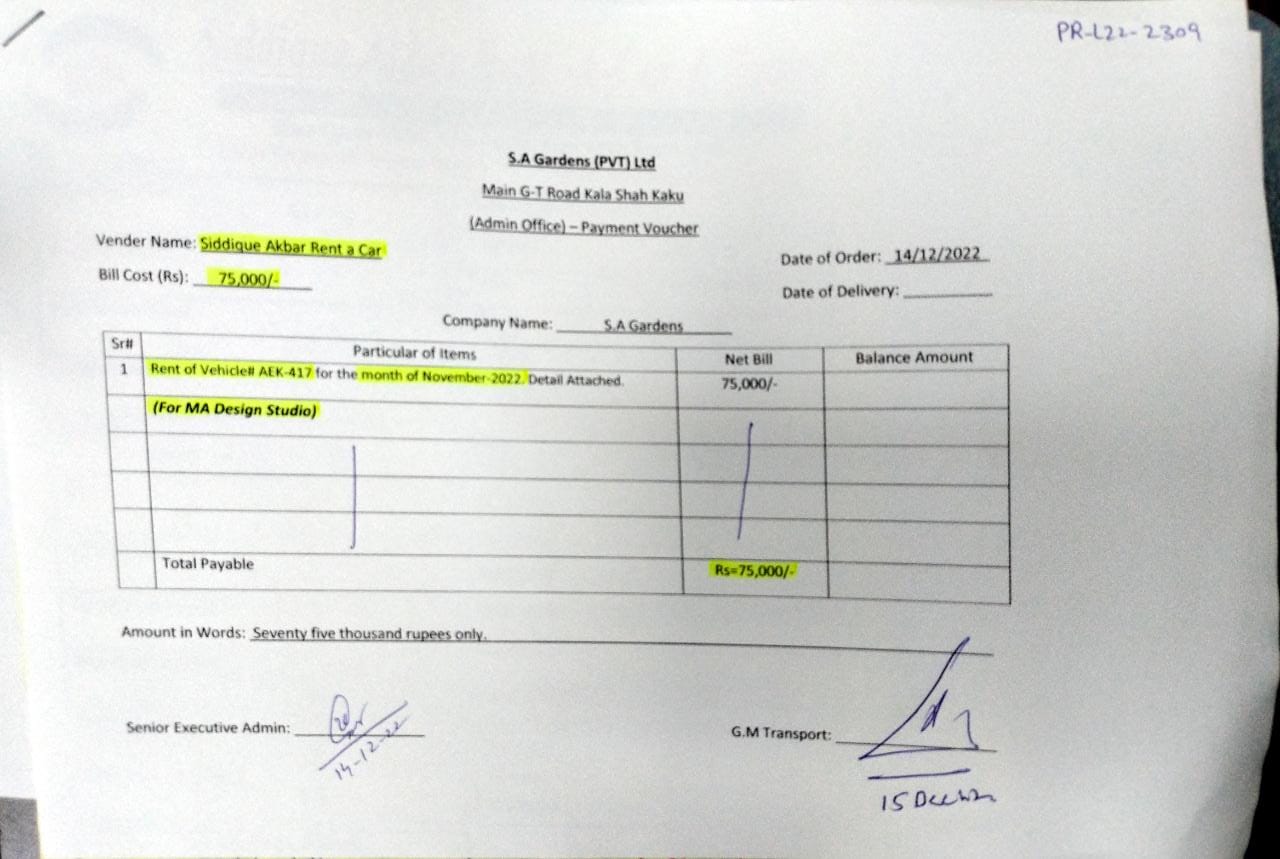 PR-L22-2309
S.A Gardens (PVT) Ltd
Main G-T Road Kala Shah Kaku
(Admin Office) – Payment Voucher
Vender Name: Siddique Akbar Rent a Car
Date of Order: 14/12/2022
Bill Cost (Rs): 75,000/-
Date of Delivery:
Company Name: S.A Gardens
Sr# Particular of Items Net Bill Balance Amount
1 Rent of Vehicle# AEK-417 for the month of November-2022. Detail Attached. 75,000/-
(For MA Design Studio)
Total Payable Rs=75,000/-
Amount in Words: Seventy five thousand rupees only.
Senior Executive Admin:
14-12-22
G.M Transport:
15 Dec